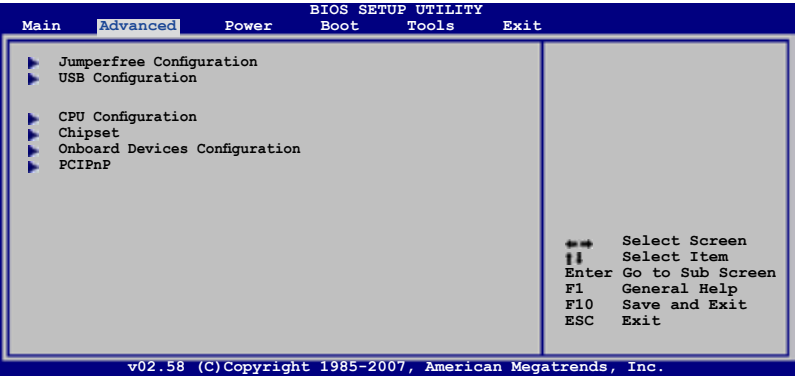 BIOS SETUP UTILITY
Main Advanced Power Boot Tools Exit
Jumperfree Configuration
USB Configuration
CPU Configuration
Chipset
Onboard Devices Configuration
PCIPnP
Select Screen
Select Item
Enter Go to Sub Screen
F1 General Help
F10 Save and Exit
ESC Exit
v02.58 (C)Copyright 1985-2007, American Megatrends, Inc.